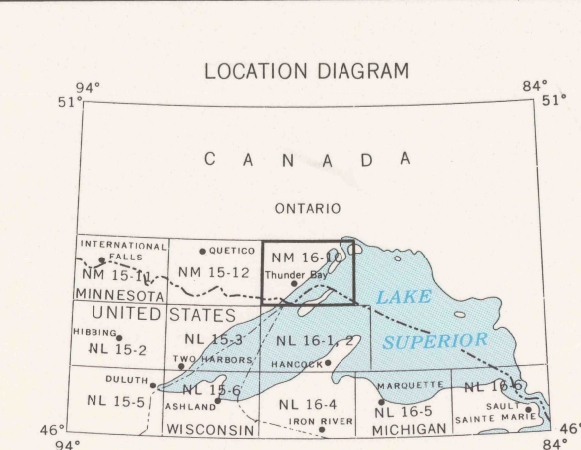 LOCATION DIAGRAM
94°
84°
51°
51°
CANADA
ONTARIO
INTERNATIONAL
FALLS
QUETICO
NM 16-10
NM 15-11
NM 15-12
Thunder Bay
MINNESOTA
LAKE
UNITED STATES
HIBBING
NL 15-3
NL 16-1, 2
SUPERIOR
NL 15-2
TWO HARBORS
HANCOCK
DULUTH
NL 15-6
MARQUETTE
NL 16-6
NL 15-5
ASHLAND
NL 16-4
NL 16-5
SAULT
SAINTE MARIE
IRON RIVER
46°
WISCONSIN
MICHIGAN
46°
94°
84°